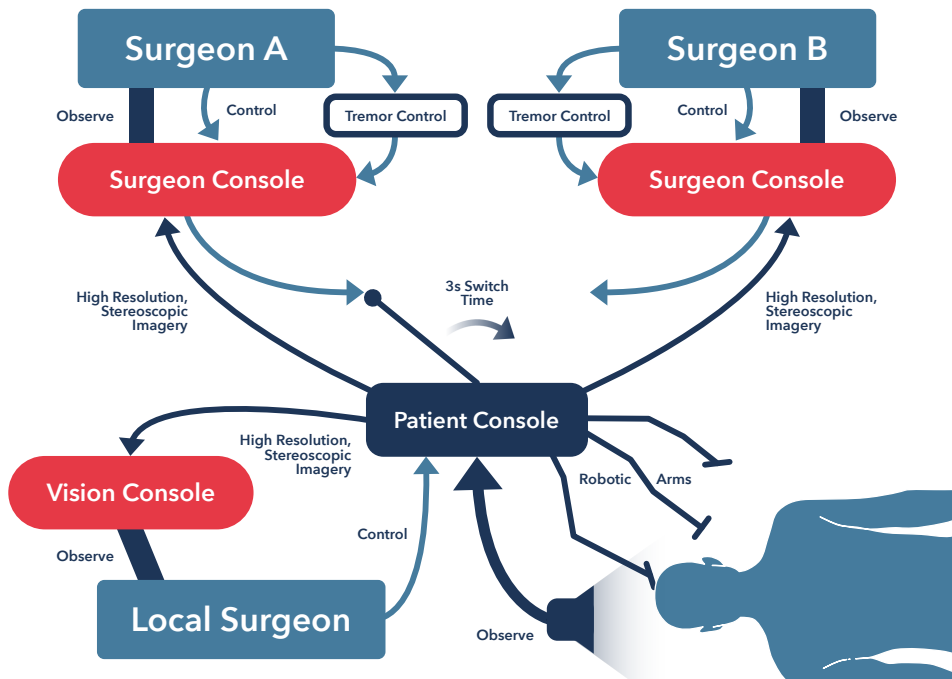 Surgeon A
Surgeon B
Observe
Control
Tremor Control
Tremor Control
Control
Observe
Surgeon Console
Surgeon Console
3s Switch
Time
High Resolution,
Stereoscopic
Imagery
High Resolution,
Stereoscopic
Imagery
Patient Console
High Resolution,
Stereoscopic
Imagery
Vision Console
Robotic Arms
Control
Observe
Local Surgeon
Observe